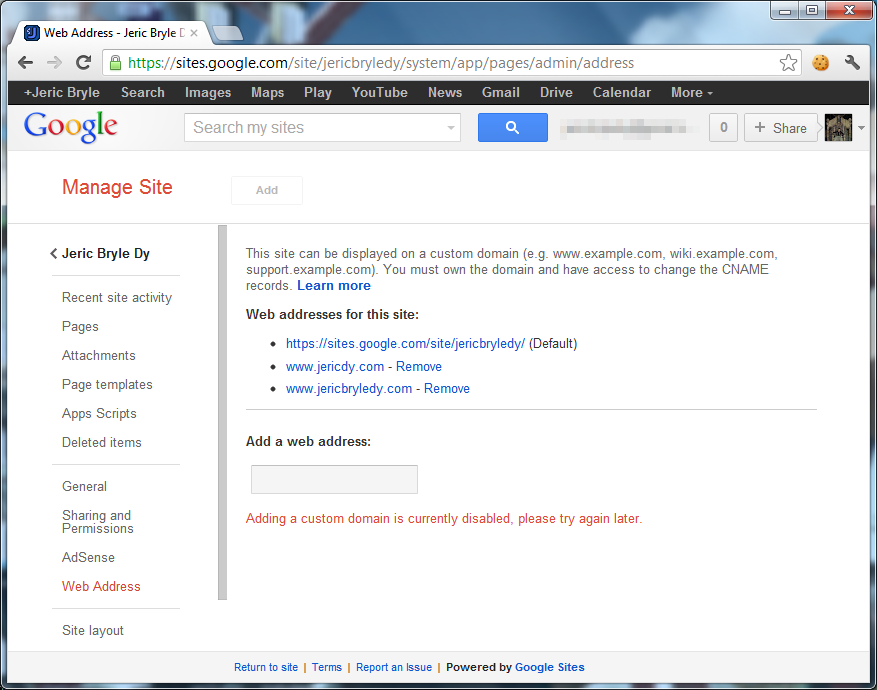 Web Address - Jeric Bryle D
https://sites.google.com/site/jericbryledy/system/app/pages/admin/address
+Jeric Bryle Search Images Maps Play YouTube News Gmail Drive Calendar More
Google
Search my sites
0
+ Share
Manage Site
Add
Jeric Bryle Dy
Recent site activity
Pages
Attachments
Page templates
Apps Scripts
Deleted items
General
Sharing and
Permissions
AdSense
Web Address
Site layout
This site can be displayed on a custom domain (e.g. www.example.com, wiki.example.com,
support.example.com). You must own the domain and have access to change the CNAME
records. Learn more
Web addresses for this site:
• https://sites.google.com/site/jericbryledy/ (Default)
• www.jericdy.com - Remove
• www.jericbryledy.com - Remove
Add a web address:
Adding a custom domain is currently disabled, please try again later.
Return to site | Terms | Report an Issue | Powered by Google Sites